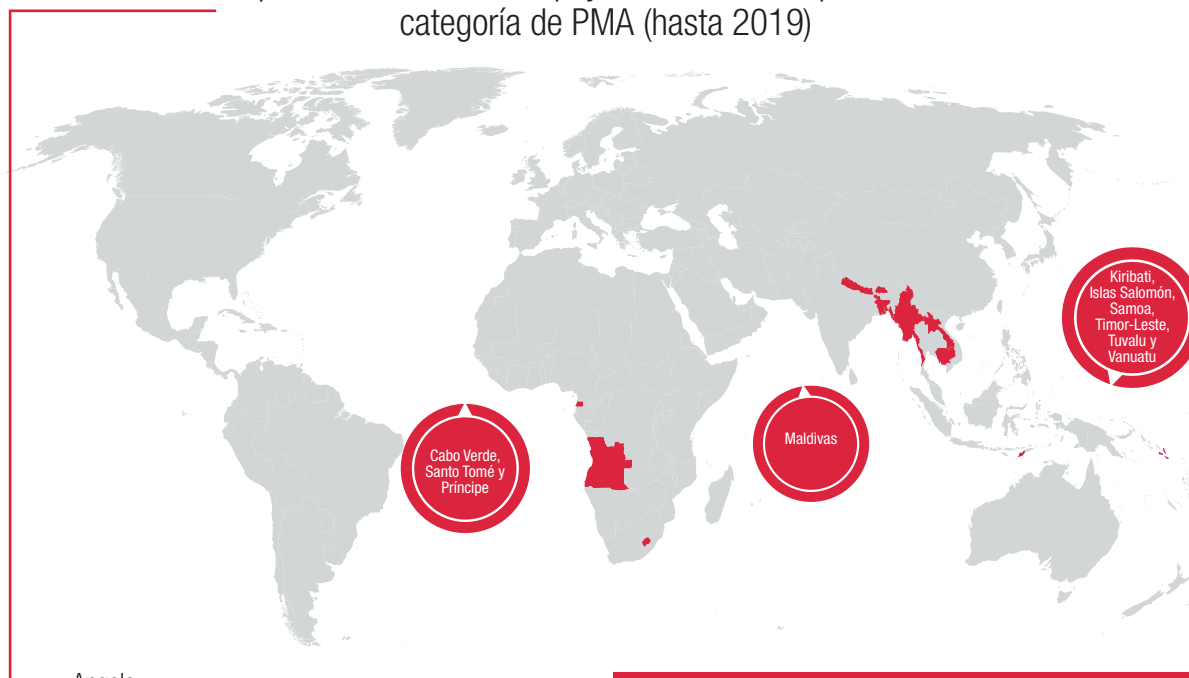 categoría de PMA (hasta 2019)
Kiribati,
Islas Salomón,
Samoa,
Timor-Leste,
Tuvalu y
Vanuatu
Cabo Verde,
Santo Tomé y
Príncipe
Maldivas
Angola